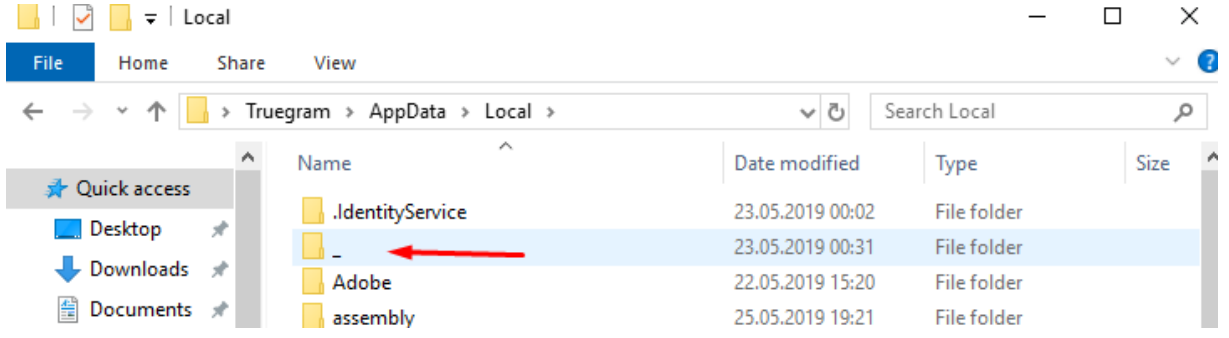 Local
File Home Share View
Truegram > AppData > Local >
Search Local
Name Date modified Type Size
Quick access
Desktop
Downloads
Documents
.IdentityService 23.05.2019 00:02 File folder
_ 23.05.2019 00:31 File folder
Adobe 22.05.2019 15:20 File folder
assembly 25.05.2019 19:21 File folder